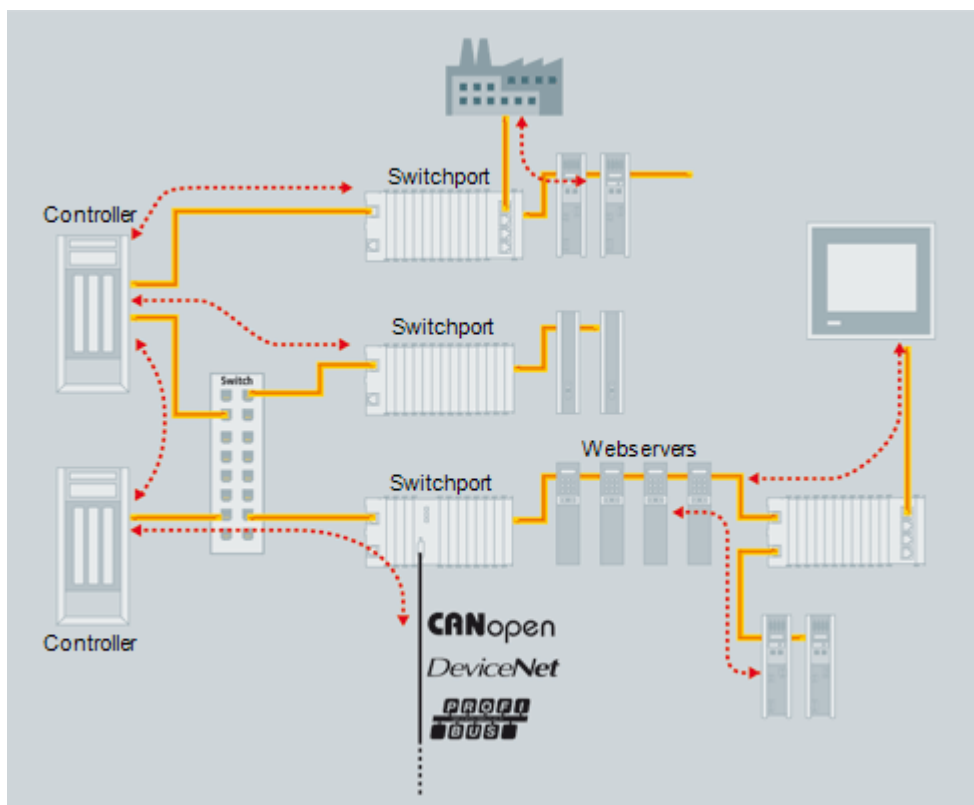 Switchport
Controller
Switchport
Switch
Webservers
Switchport
Controller
CANopen
DeviceNet
PROFI
BUS